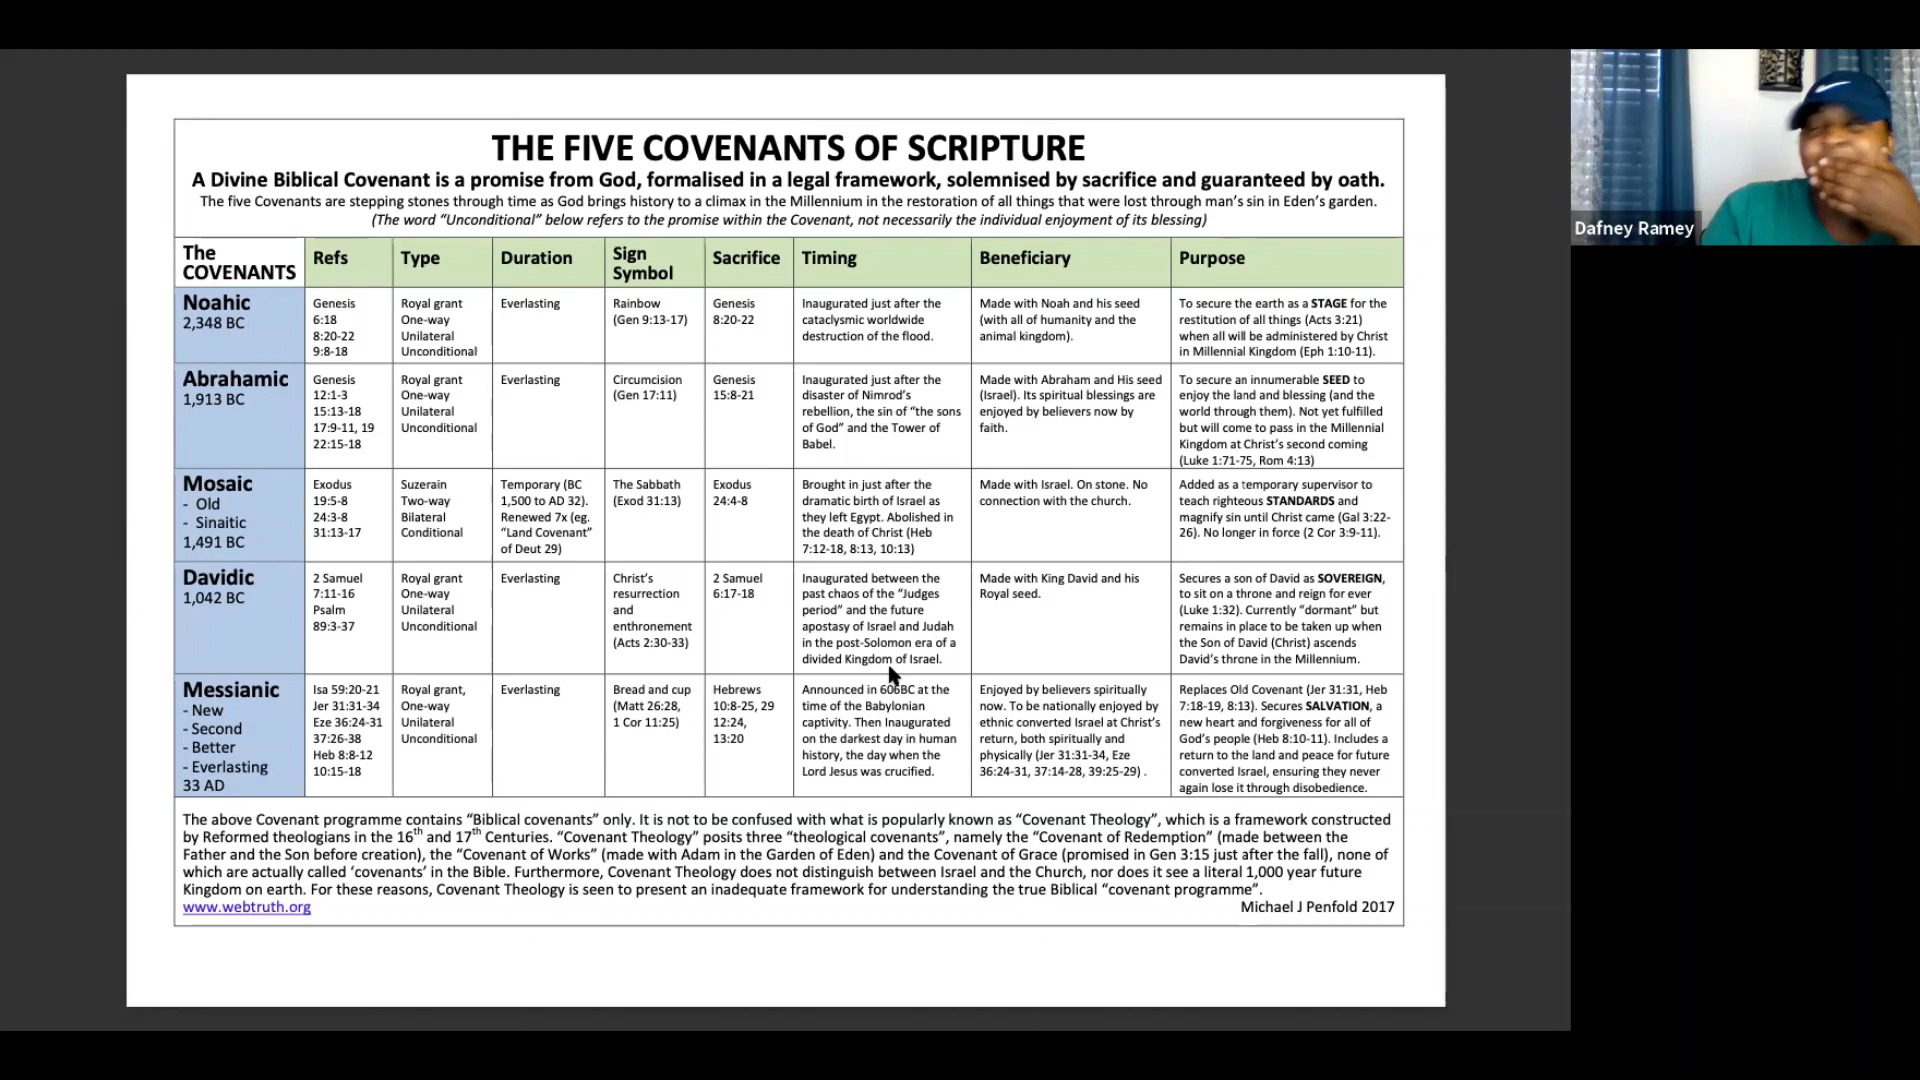 THE FIVE COVENANTS OF SCRIPTURE
A Divine Biblical Covenant is a promise from God, formalised in a legal framework, solemnised by sacrifice and guaranteed by oath.
The five Covenants are stepping stones through time as God brings history to a climax in the Millennium in the restoration of all things that were lost through man's sin in Eden's garden.
(The word "Unconditional" below refers to the promise within the Covenant, not necessarily the individual enjoyment of its blessing)
The
COVENANTS
Refs
Type
Duration
Sign
Symbol
Sacrifice
Timing
Beneficiary
Purpose
Noahic
2,348 BC
Genesis
6:18
8:20-22
9:8-18
Royal grant
One-way
Unilateral
Unconditional
Everlasting
Rainbow
(Gen 9:13-17)
Genesis
8:20-22
Inaugurated just after the
cataclysmic worldwide
destruction of the flood.
Made with Noah and his seed
(with all of humanity and the
animal kingdom).
To secure the earth as a STAGE for the
restitution of all things (Acts 3:21)
when all will be administered by Christ
in Millennial Kingdom (Eph 1:10-11).
Abrahamic
1,913 BC
Genesis
12:1-3
15:13-18
17:9-11, 19
22:15-18
Royal grant
One-way
Unilateral
Unconditional
Everlasting
Circumcision
(Gen 17:11)
Genesis
15:8-21
Inaugurated just after the
disaster of Nimrod's
rebellion, the sin of "the sons
of God" and the Tower of
Babel.
Made with Abraham and His seed
(Israel). Its spiritual blessings are
enjoyed by believers now by
faith.
To secure an innumerable SEED to
enjoy the land and blessing (and the
world through them). Not yet fulfilled
but will come to pass in the Millennial
Kingdom at Christ's second coming
(Luke 1:71-75, Rom 4:13)
Mosaic
- Old
- Sinaitic
1,491 BC
Exodus
19:5-8
24:3-8
31:13-17
Suzerain
Two-way
Bilateral
Conditional
Temporary (BC
1,500 to AD 32).
Renewed 7x (eg.
"Land Covenant"
of Deut 29)
The Sabbath
(Exod 31:13)
Exodus
24:4-8
Brought in just after the
dramatic birth of Israel as
they left Egypt. Abolished in
the death of Christ (Heb
7:12-18, 8:13, 10:13)
Made with Israel. On stone. No
connection with the church.
Added as a temporary supervisor to
teach righteous STANDARDS and
magnify sin until Christ came (Gal 3:22-
26). No longer in force (2 Cor 3:9-11).
Davidic
1,042 BC
2 Samuel
7:11-16
Psalm
89:3-37
Royal grant
One-way
Unilateral
Unconditional
Everlasting
Christ's
resurrection
and
enthronement
(Acts 2:30-33)
2 Samuel
6:17-18
Inaugurated between the
past chaos of the "Judges
period" and the future
apostasy of Israel and Judah
in the post-Solomon era of a
divided Kingdom of Israel.
Made with King David and his
Royal seed.
Secures a son of David as SOVEREIGN,
to sit on a throne and reign for ever
(Luke 1:32). Currently "dormant" but
remains in place to be taken up when
the Son of David (Christ) ascends
David's throne in the Millennium.
Messianic
- New
- Second
- Better
- Everlasting
33 AD
Isa 59:20-21
Jer 31:31-34
Eze 36:24-31
37:26-38
Heb 8:8-12
10:15-18
Royal grant,
One-way
Unilateral
Unconditional
Everlasting
Bread and cup
(Matt 26:28,
1 Cor 11:25)
Hebrews
10:8-25, 29
12:24,
13:20
Announced in 606BC at the
time of the Babylonian
captivity. Then Inaugurated
on the darkest day in human
history, the day when the
Lord Jesus was crucified.
Enjoyed by believers spiritually
now. To be nationally enjoyed by
ethnic converted Israel at Christ's
return, both spiritually and
physically (Jer 31:31-34, Eze
36:24-31, 37:14-28, 39:25-29) .
Replaces Old Covenant (Jer 31:31, Heb
7:18-19, 8:13). Secures SALVATION, a
new heart and forgiveness for all of
God's people (Heb 8:10-11). Includes a
return to the land and peace for future
converted Israel, ensuring they never
again lose it through disobedience.
The above Covenant programme contains "Biblical covenants" only. It is not to be confused with what is popularly known as "Covenant Theology", which is a framework constructed
by Reformed theologians in the 16th and 17th Centuries. "Covenant Theology" posits three "theological covenants", namely the "Covenant of Redemption" (made between the
Father and the Son before creation), the "Covenant of Works" (made with Adam in the Garden of Eden) and the Covenant of Grace (promised in Gen 3:15 just after the fall), none of
which are actually called 'covenants' in the Bible. Furthermore, Covenant Theology does not distinguish between Israel and the Church, nor does it see a literal 1,000 year future
Kingdom on earth. For these reasons, Covenant Theology is seen to present an inadequate framework for understanding the true Biblical "covenant programme".
www.webtruth.org
Michael J Penfold 2017
Dafney Ramey